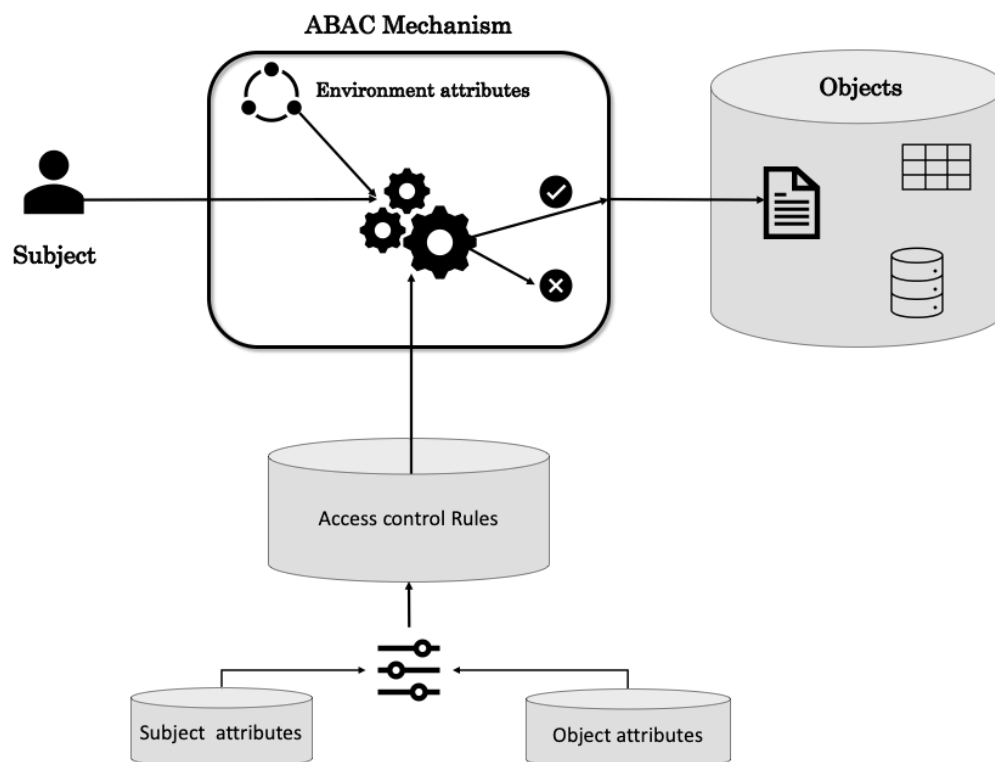 ABAC Mechanism
Environment attributes
Objects
Subject
Access control Rules
Subject attributes
Object attributes